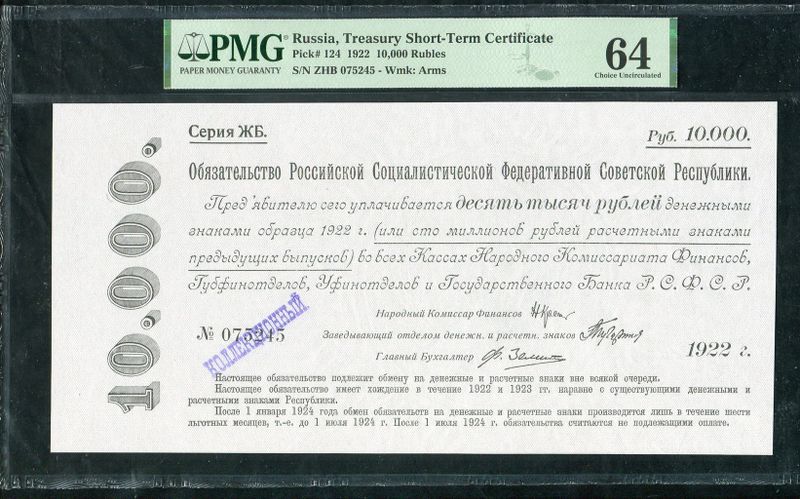 PMG
PAPER MONEY GUARANTY
Russia, Treasury Short-Term Certificate
Pick# 124 1922 10,000 Rubles
S/N ZHB 075245 - Wmk: Arms
64
Choice Uncirculated
10.000.
Серия ЖБ.
Руб. 10.000.
Обязательство Российской Социалистической Федеративной Советской Республики.
Пред'явителю сего уплачивается десять тысяч рублей денежными
знаками образца 1922 г. (или сто миллионов рублей расчетными знаками
предыдущих выпусков) во всех Кассах Народного Комиссариата Финансов,
Губфинотделов, Уфинотделов и Государственного Банка Р.С.Ф.С.Р.
Народный Комиссар Финансов
№ 075245
КОЛЛЕКЦИОННЫЙ
Заведывающий отделом денежн. и расчетн. знаков
Главный Бухгалтер
1922 г.
Настоящее обязательство подлежит обмену на денежные и расчетные знаки вне всякой очереди.
Настоящее обязательство имеет хождение в течение 1922 и 1923 гг. наравне с существующими денежными и
расчетными знаками Республики.
После 1 января 1924 года обмен обязательств на денежные и расчетные знаки производится лишь в течение шести
льготных месяцев, т.-е. до 1 июля 1924 г. После 1 июля 1924 г. обязательства считаются не подлежащими оплате.